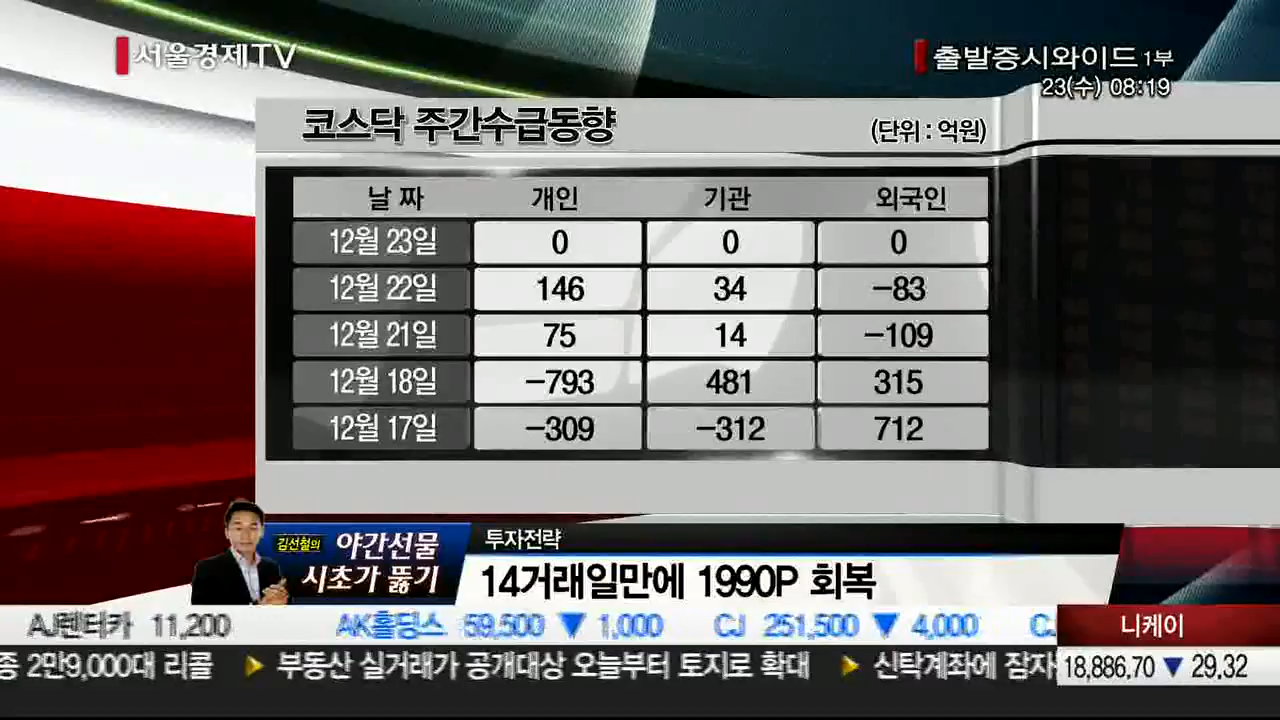 서울경제TV
출발증시와이드 1부
23(수) 08:19
코스닥 주간수급동향
(단위 : 억원)
날 짜 개인 기관 외국인
12월 23일 0 0 0
12월 22일 146 34 -83
12월 21일 75 14 -109
12월 18일 -793 481 315
12월 17일 -309 -312 712
김선철의 야간선물
시초가 뚫기
투자전략
14거래일만에 1990P 회복
AJ렌터카 11,200 AK홀딩스 59,500 ▼ 1,000 CJ 251,500 ▼ 4,000 CJ
니케이
종 2만9,000대 리콜 ▶ 부동산 실거래가 공개대상 오늘부터 토지로 확대 ▶ 신탁계좌에 잠자
18,886.70 ▼ 29.32